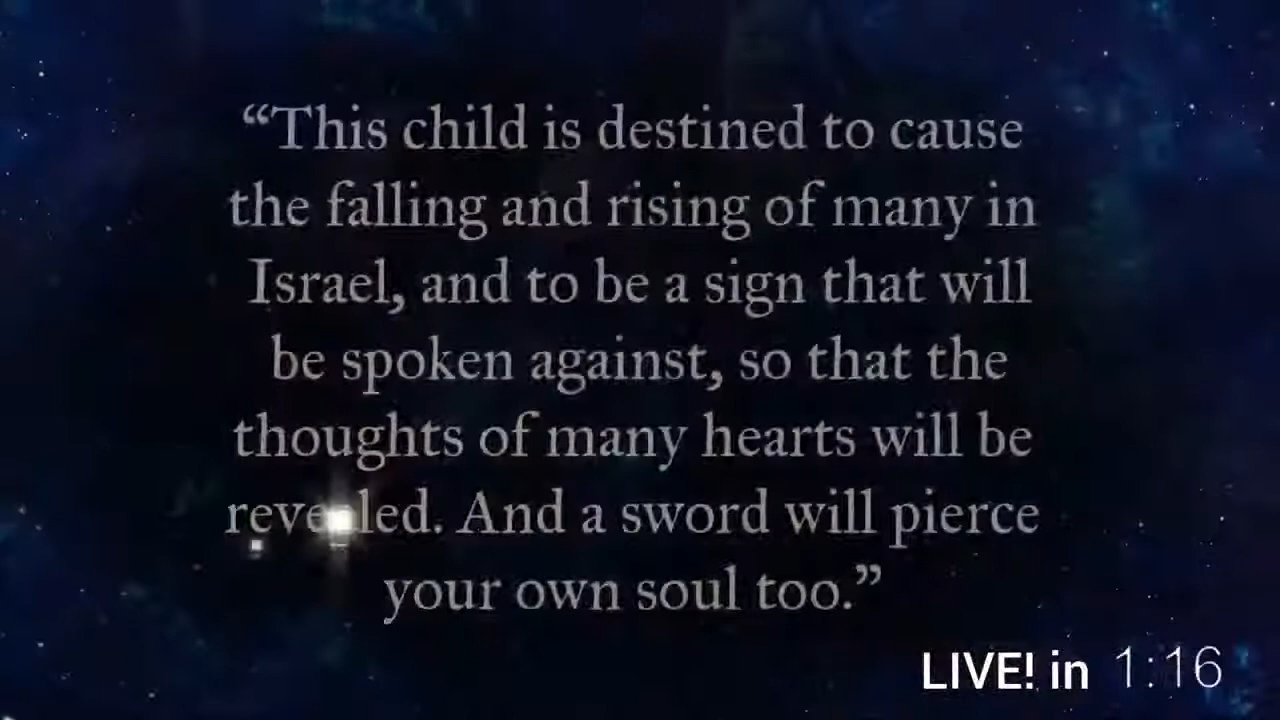 “This child is destined to cause
the falling and rising of many in
Israel, and to be a sign that will
be spoken against, so that the
thoughts of many hearts will be
revealed. And a sword will pierce
your own soul too.”
LIVE! in 1:16